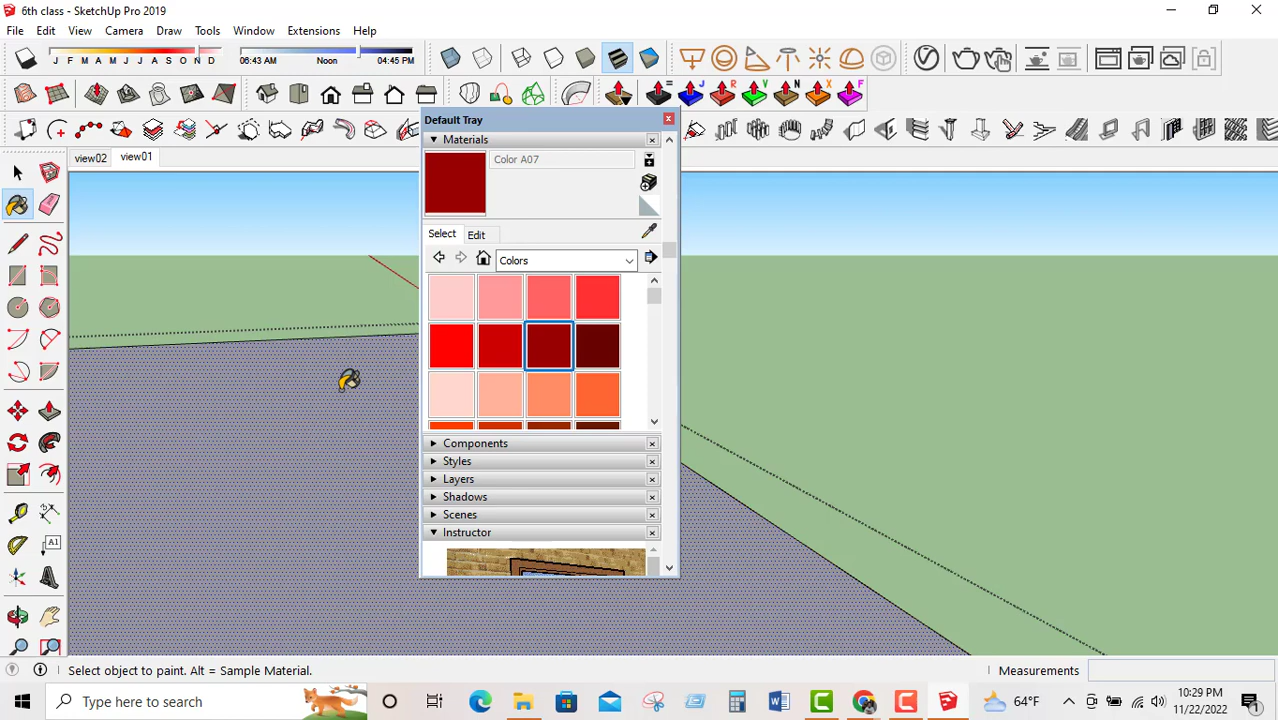 6th class - SketchUp Pro 2019
File Edit View Camera Draw Tools Window Extensions Help
J F M A M J J A S O N D 06:43 AM Noon 04:45 PM
= J R V N X F
Default Tray
view02 view01
Materials
Color A07
Select Edit
Colors
Components
Styles
Layers
Shadows
Scenes
Instructor
A1
Select object to paint. Alt = Sample Material.
Measurements
Type here to search
64°F
10:29 PM
11/22/2022
1